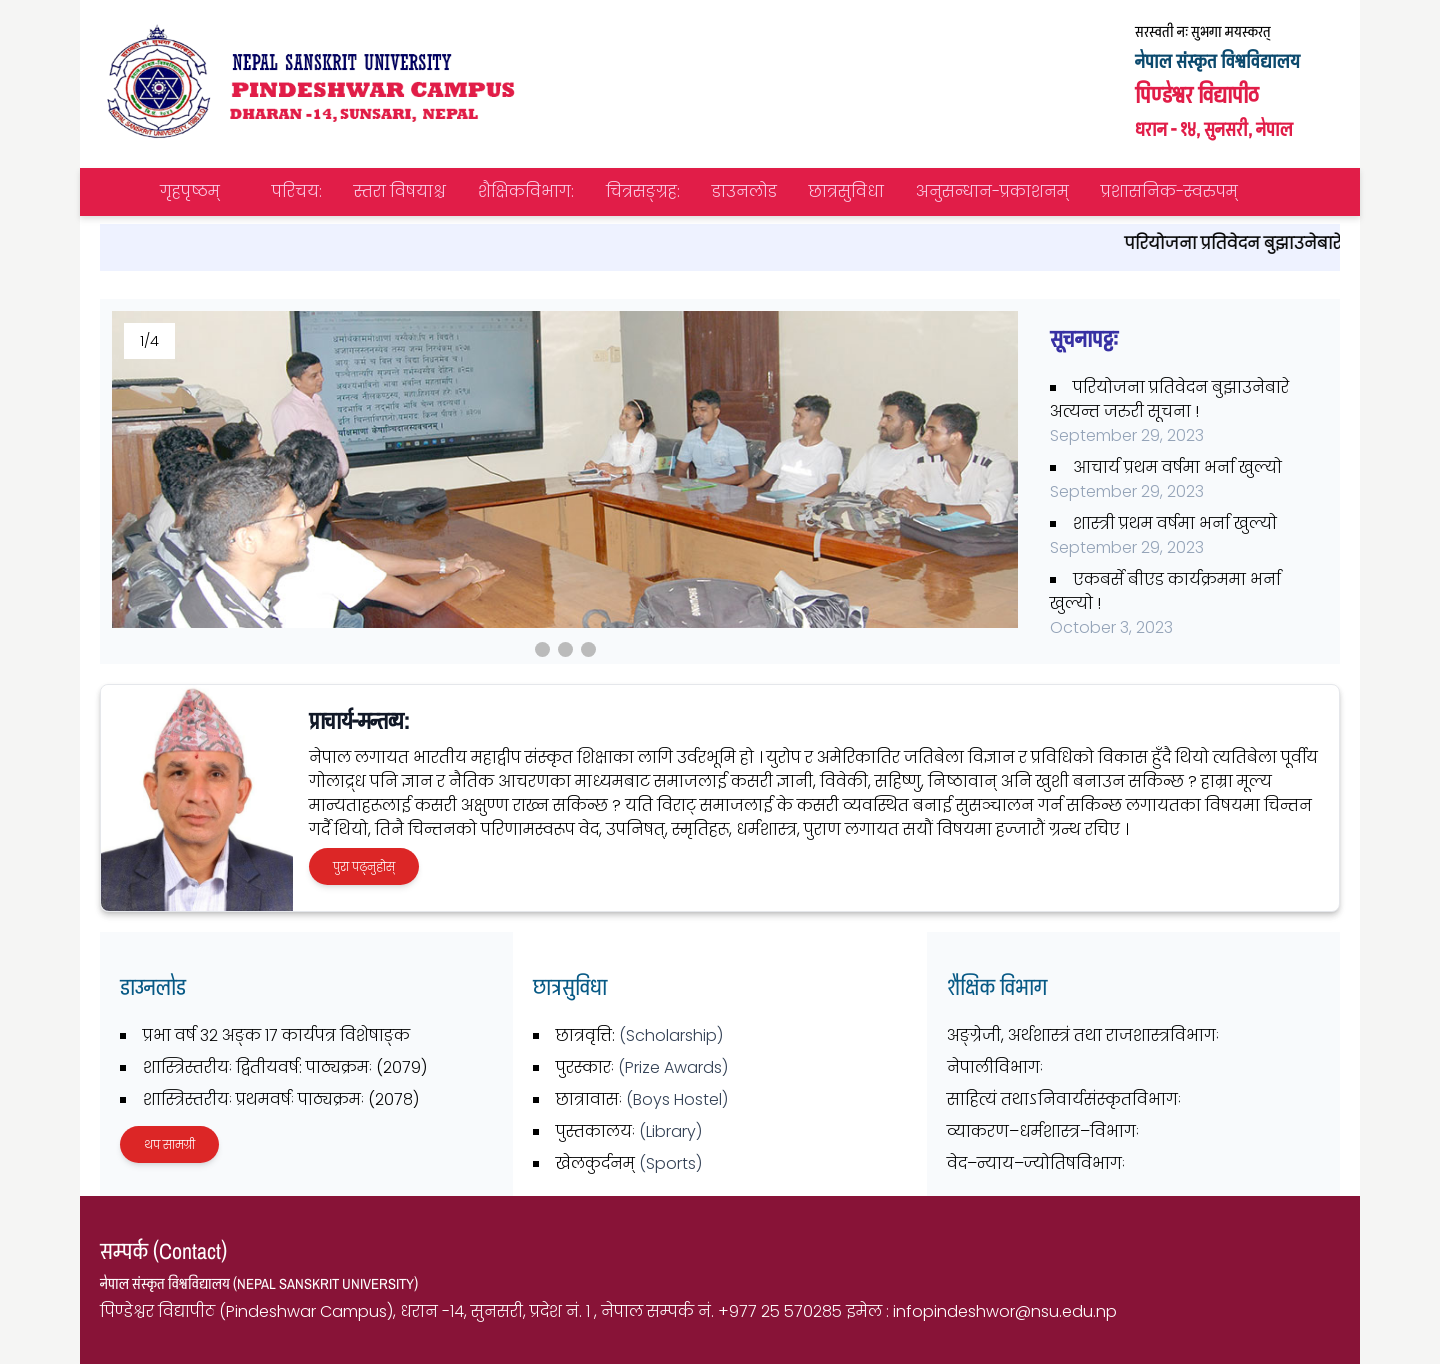 NEPAL SANSKRIT UNIVERSITY
PINDESHWAR CAMPUS
DHARAN -14, SUNSARI, NEPAL
सरस्वती नः सुभगा मयस्करत्
नेपाल संस्कृत विश्वविद्यालय
पिण्डेश्वर विद्यापीठ
धरान - १४, सुनसरी, नेपाल
गृहपृष्ठम् परिचय: स्तरा विषयाश्च शैक्षिकविभाग: चित्रसङ्ग्रह: डाउनलोड छात्रसुविधा अनुसन्धान-प्रकाशनम् प्रशासनिक-स्वरुपम्
परियोजना प्रतिवेदन बुझाउनेबारे
1/4
सूचनापट्टः
परियोजना प्रतिवेदन बुझाउनेबारे
अत्यन्त जरुरी सूचना !
September 29, 2023
आचार्य प्रथम वर्षमा भर्ना खुल्यो
September 29, 2023
शास्त्री प्रथम वर्षमा भर्ना खुल्यो
September 29, 2023
एकबर्से बीएड कार्यक्रममा भर्ना
खुल्यो !
October 3, 2023
प्राचार्य-मन्तव्य:
नेपाल लगायत भारतीय महाद्वीप संस्कृत शिक्षाका लागि उर्वरभूमि हो । युरोप र अमेरिकातिर जतिबेला विज्ञान र प्रविधिको विकास हुँदै थियो त्यतिबेला पूर्वीय
गोलाद्र्ध पनि ज्ञान र नैतिक आचरणका माध्यमबाट समाजलाई कसरी ज्ञानी, विवेकी, सहिष्णु, निष्ठावान् अनि खुशी बनाउन सकिन्छ ? हाम्रा मूल्य
मान्यताहरूलाई कसरी अक्षुण्ण राख्न सकिन्छ ? यति विराट् समाजलाई के कसरी व्यवस्थित बनाई सुसञ्चालन गर्न सकिन्छ लगायतका विषयमा चिन्तन
गर्दै थियो, तिनै चिन्तनको परिणामस्वरूप वेद, उपनिषत्, स्मृतिहरू, धर्मशास्त्र, पुराण लगायत सयौं विषयमा हज्जारौं ग्रन्थ रचिए ।
पुरा पढ्नुहोस्
डाउनलोड
प्रभा वर्ष ३२ अङ्क १७ कार्यपत्र विशेषाङ्क
शास्त्रिस्तरीयः द्वितीयवर्ष: पाठ्यक्रमः (२०७९)
शास्त्रिस्तरीयः प्रथमवर्षः पाठ्यक्रमः (२०७८)
थप सामग्री
छात्रसुविधा
छात्रवृत्ति: (Scholarship)
पुरस्कारः (Prize Awards)
छात्रावासः (Boys Hostel)
पुस्तकालयः (Library)
खेलकुर्दनम् (Sports)
शैक्षिक विभाग
अङ्ग्रेजी, अर्थशास्त्रं तथा राजशास्त्रविभागः
नेपालीविभागः
साहित्यं तथाऽनिवार्यसंस्कृतविभागः
व्याकरण–धर्मशास्त्र–विभागः
वेद–न्याय–ज्योतिषविभागः
सम्पर्क (Contact)
नेपाल संस्कृत विश्वविद्यालय (NEPAL SANSKRIT UNIVERSITY)
पिण्डेश्वर विद्यापीठ (Pindeshwar Campus), धरान -14, सुनसरी, प्रदेश नं. १ , नेपाल सम्पर्क नं. +977 25 570285 इमेल : infopindeshwor@nsu.edu.np